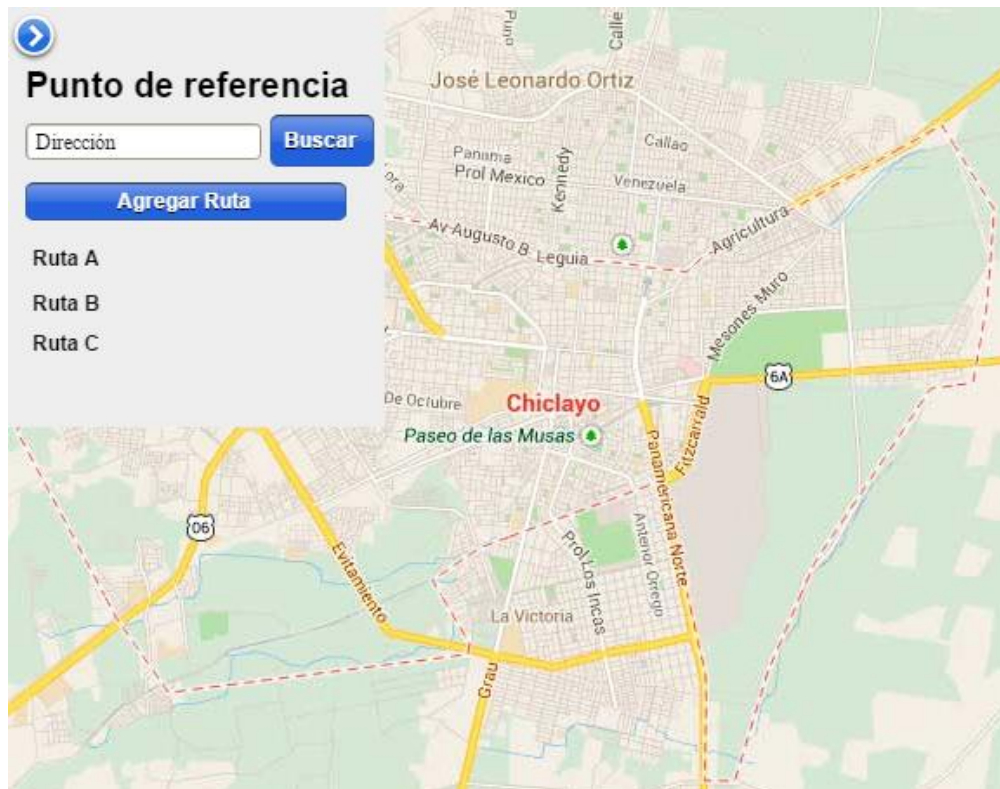 Punto de referencia
Dirección
Buscar
Agregar Ruta
Ruta A
Ruta B
Ruta C
Pino
Calle
José Leonardo Ortiz
Callao
Panama
Prol Mexico
Kennedy
Venezuela
Av Augusto B. Leguia
Agricultura
Mesones Muro
6A
De Octubre
Chiclayo
Paseo de las Musas
Fitzcarrald
Panamericana Norte
06
Evitamiento
Prol Los Incas
Antenor Orrego
La Victoria
Grau